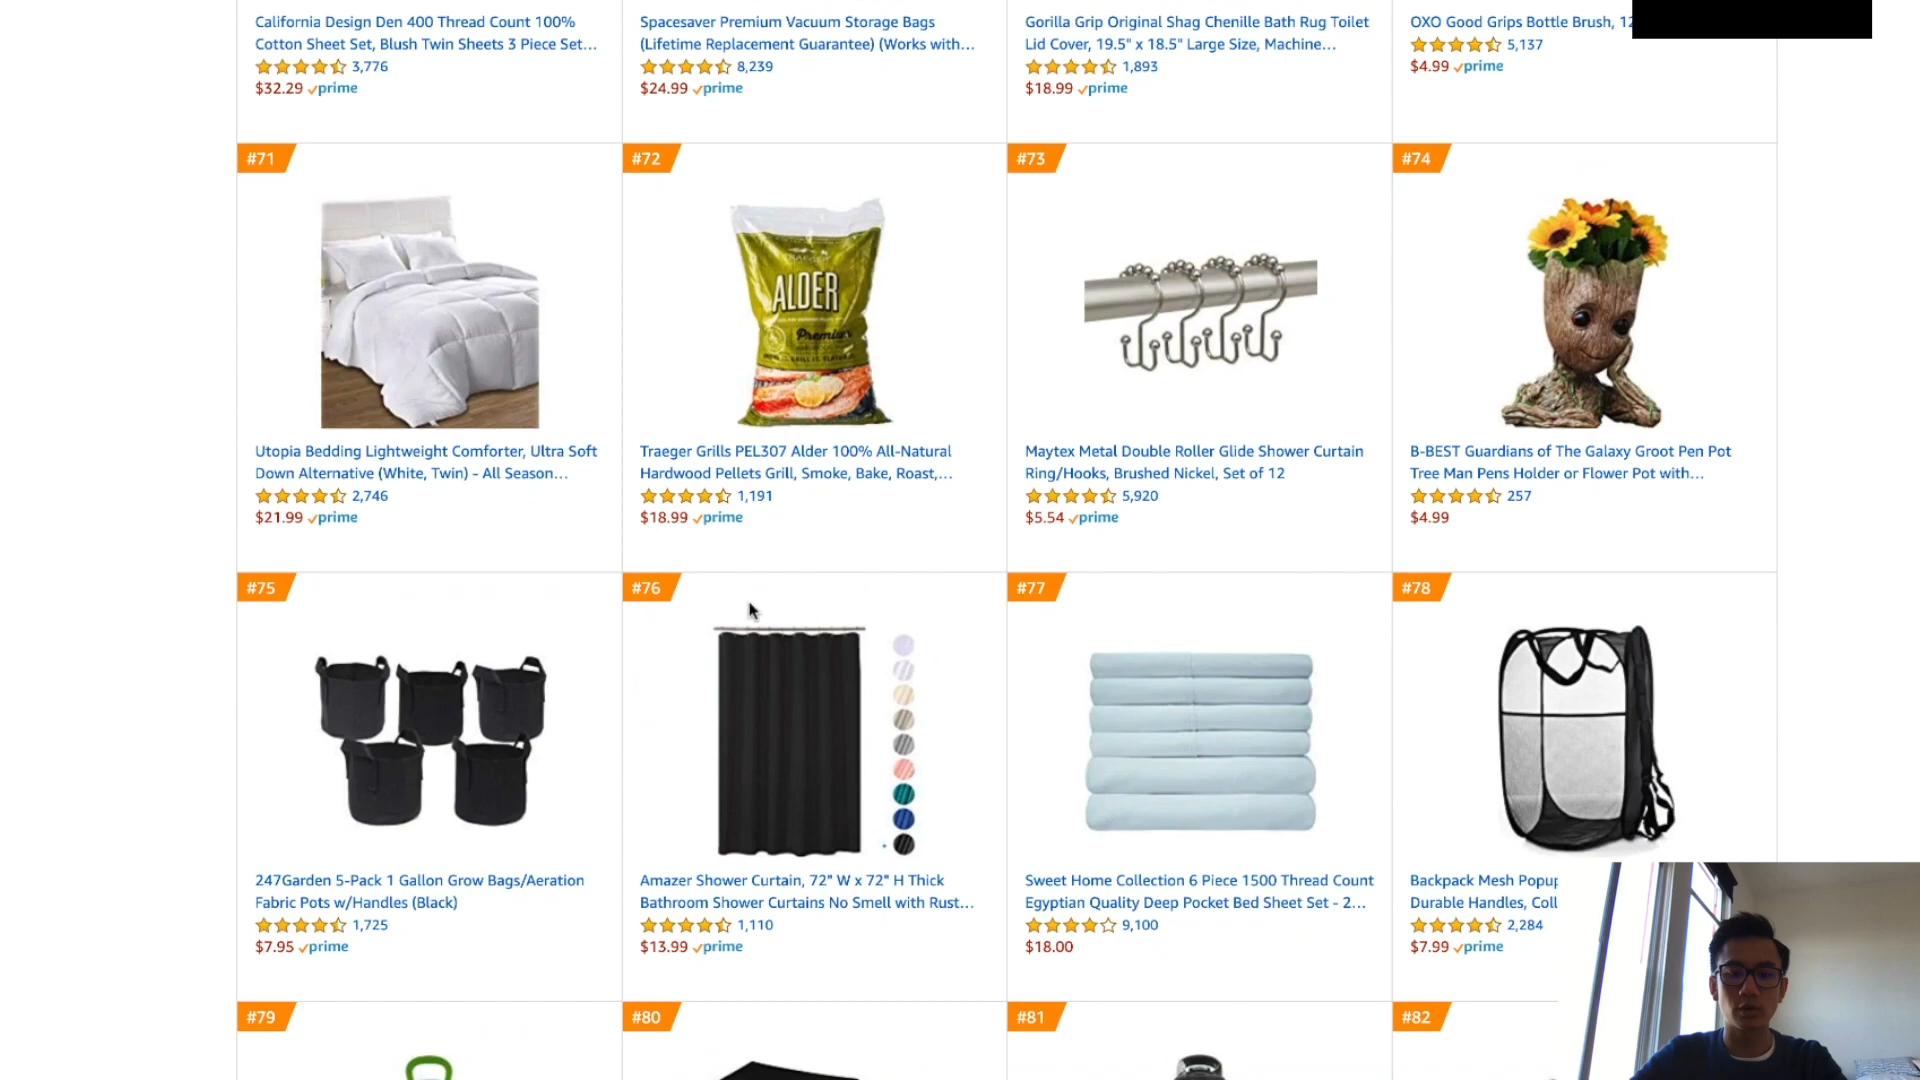 California Design Den 400 Thread Count 100%
Cotton Sheet Set, Blush Twin Sheets 3 Piece Set...
3,776
$32.29 prime
Spacesaver Premium Vacuum Storage Bags
(Lifetime Replacement Guarantee) (Works with...
8,239
$24.99 prime
Gorilla Grip Original Shag Chenille Bath Rug Toilet
Lid Cover, 19.5" x 18.5" Large Size, Machine...
1,893
$18.99 prime
OXO Good Grips Bottle Brush, 12
5,137
$4.99 prime
#71
Utopia Bedding Lightweight Comforter, Ultra Soft
Down Alternative (White, Twin) - All Season...
2,746
$21.99 prime
#72
ALDER
Premium
Traeger Grills PEL307 Alder 100% All-Natural
Hardwood Pellets Grill, Smoke, Bake, Roast,...
1,191
$18.99 prime
#73
Maytex Metal Double Roller Glide Shower Curtain
Ring/Hooks, Brushed Nickel, Set of 12
5,920
$5.54 prime
#74
B-BEST Guardians of The Galaxy Groot Pen Pot
Tree Man Pens Holder or Flower Pot with...
257
$4.99
#75
247Garden 5-Pack 1 Gallon Grow Bags/Aeration
Fabric Pots w/Handles (Black)
1,725
$7.95 prime
#76
Amazer Shower Curtain, 72" W x 72" H Thick
Bathroom Shower Curtains No Smell with Rust...
1,110
$13.99 prime
#77
Sweet Home Collection 6 Piece 1500 Thread Count
Egyptian Quality Deep Pocket Bed Sheet Set - 2...
9,100
$18.00
#78
Backpack Mesh Popup
Durable Handles, Coll
2,284
$7.99 prime
#79
#80
#81
#82